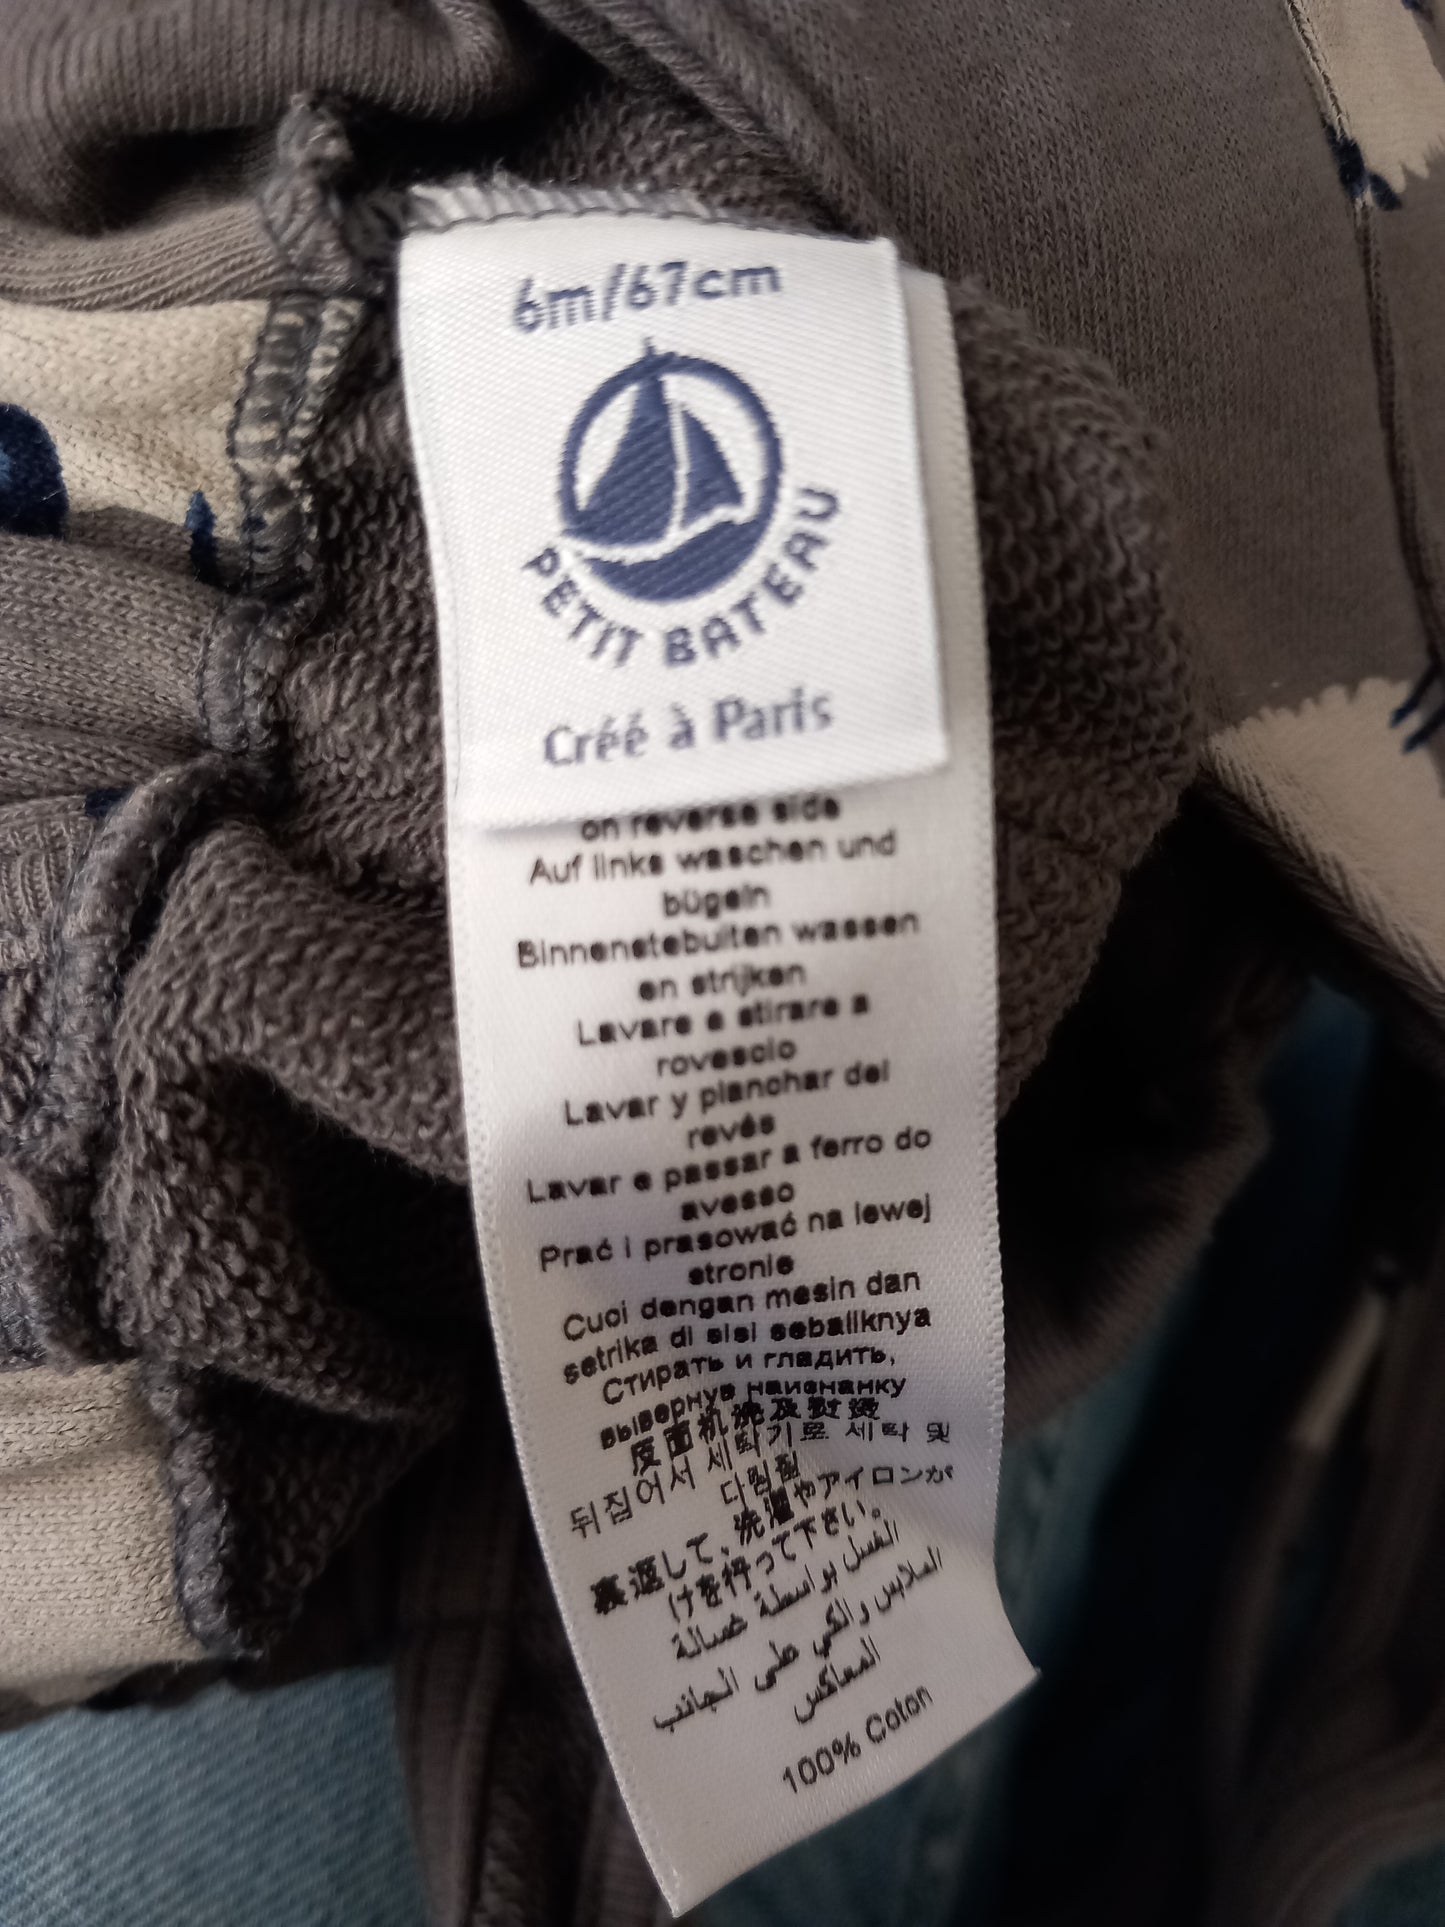 6m/67cm
PETIT BATEAU
Créé à Paris
on reverse side
Auf links waschen und
bügeln
Binnenstebuiten wassen
en strijken
Lavare e stirare a
rovescio
Lavar y planchar del
revés
Lavar e passar a ferro do
avesso
Prać i prasować na lewej
stronie
Cuci dengan mesin dan
setrika di sisi sebaliknya
Стирать и гладить,
вывернув наизнанку
反面机洗及熨烫
뒤집어서 세탁기로 세탁 및
다림질
裏返して、洗濯やアイロンが
けを行って下さい。
الغسل بواسطة غسالة
الملابس والكي على الجانب
المعاكس
100% Coton